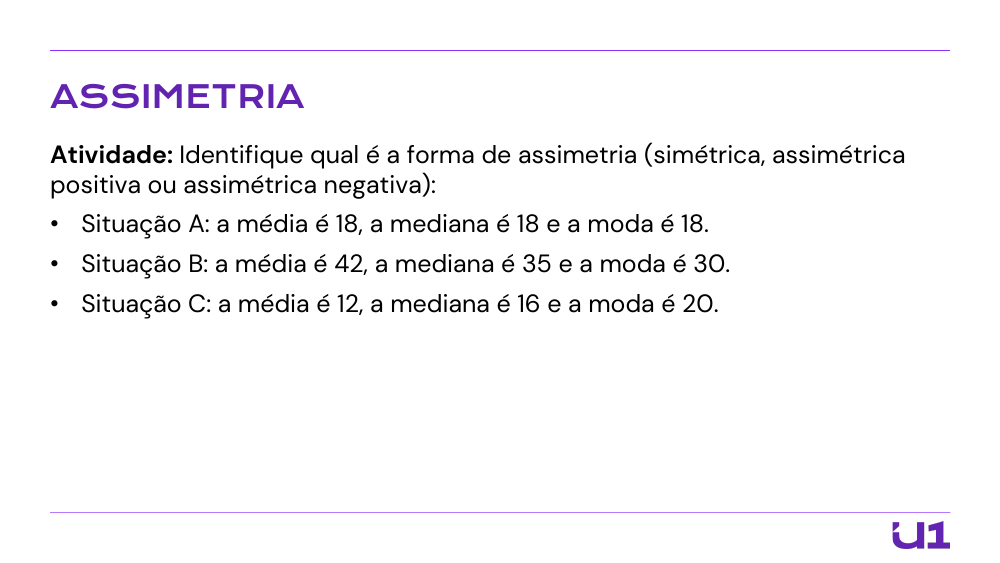 ASSIMETRIA
Atividade: Identifique qual é a forma de assimetria (simétrica, assimétrica
positiva ou assimétrica negativa):
• Situação A: a média é 18, a mediana é 18 e a moda é 18.
• Situação B: a média é 42, a mediana é 35 e a moda é 30.
• Situação C: a média é 12, a mediana é 16 e a moda é 20.
U1